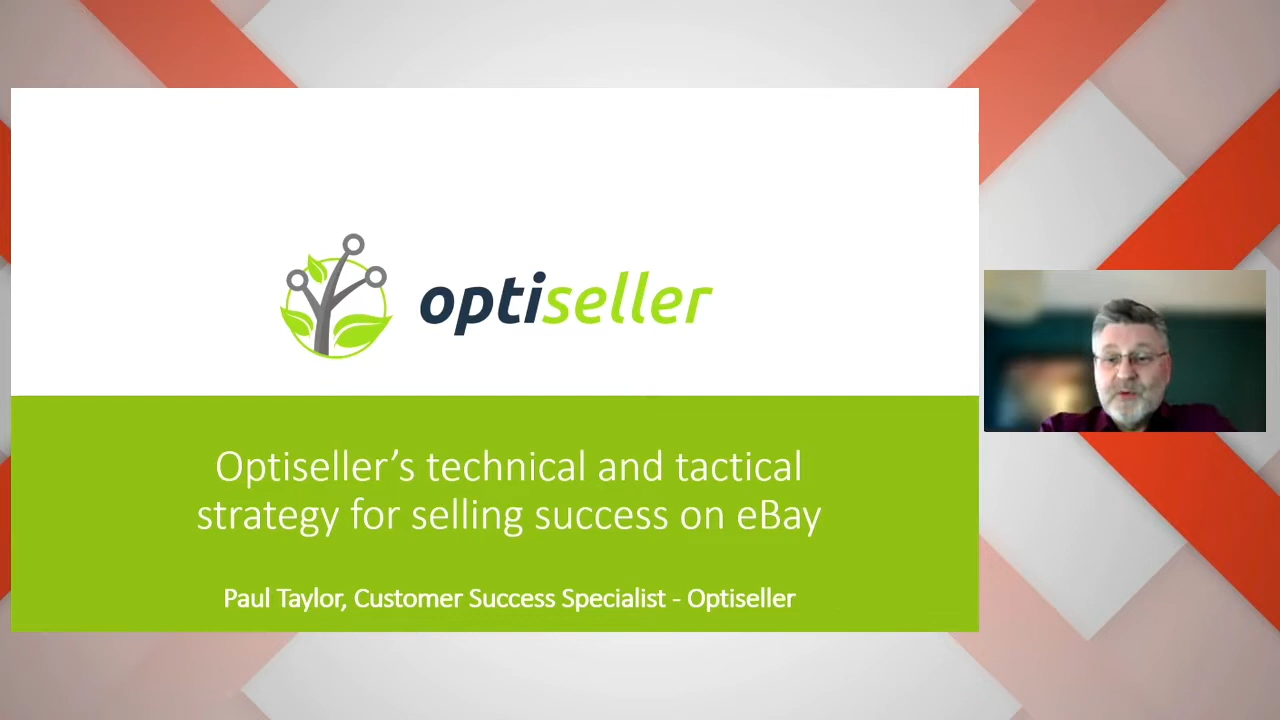 optiseller
Optiseller’s technical and tactical
strategy for selling success on eBay
Paul Taylor, Customer Success Specialist - Optiseller